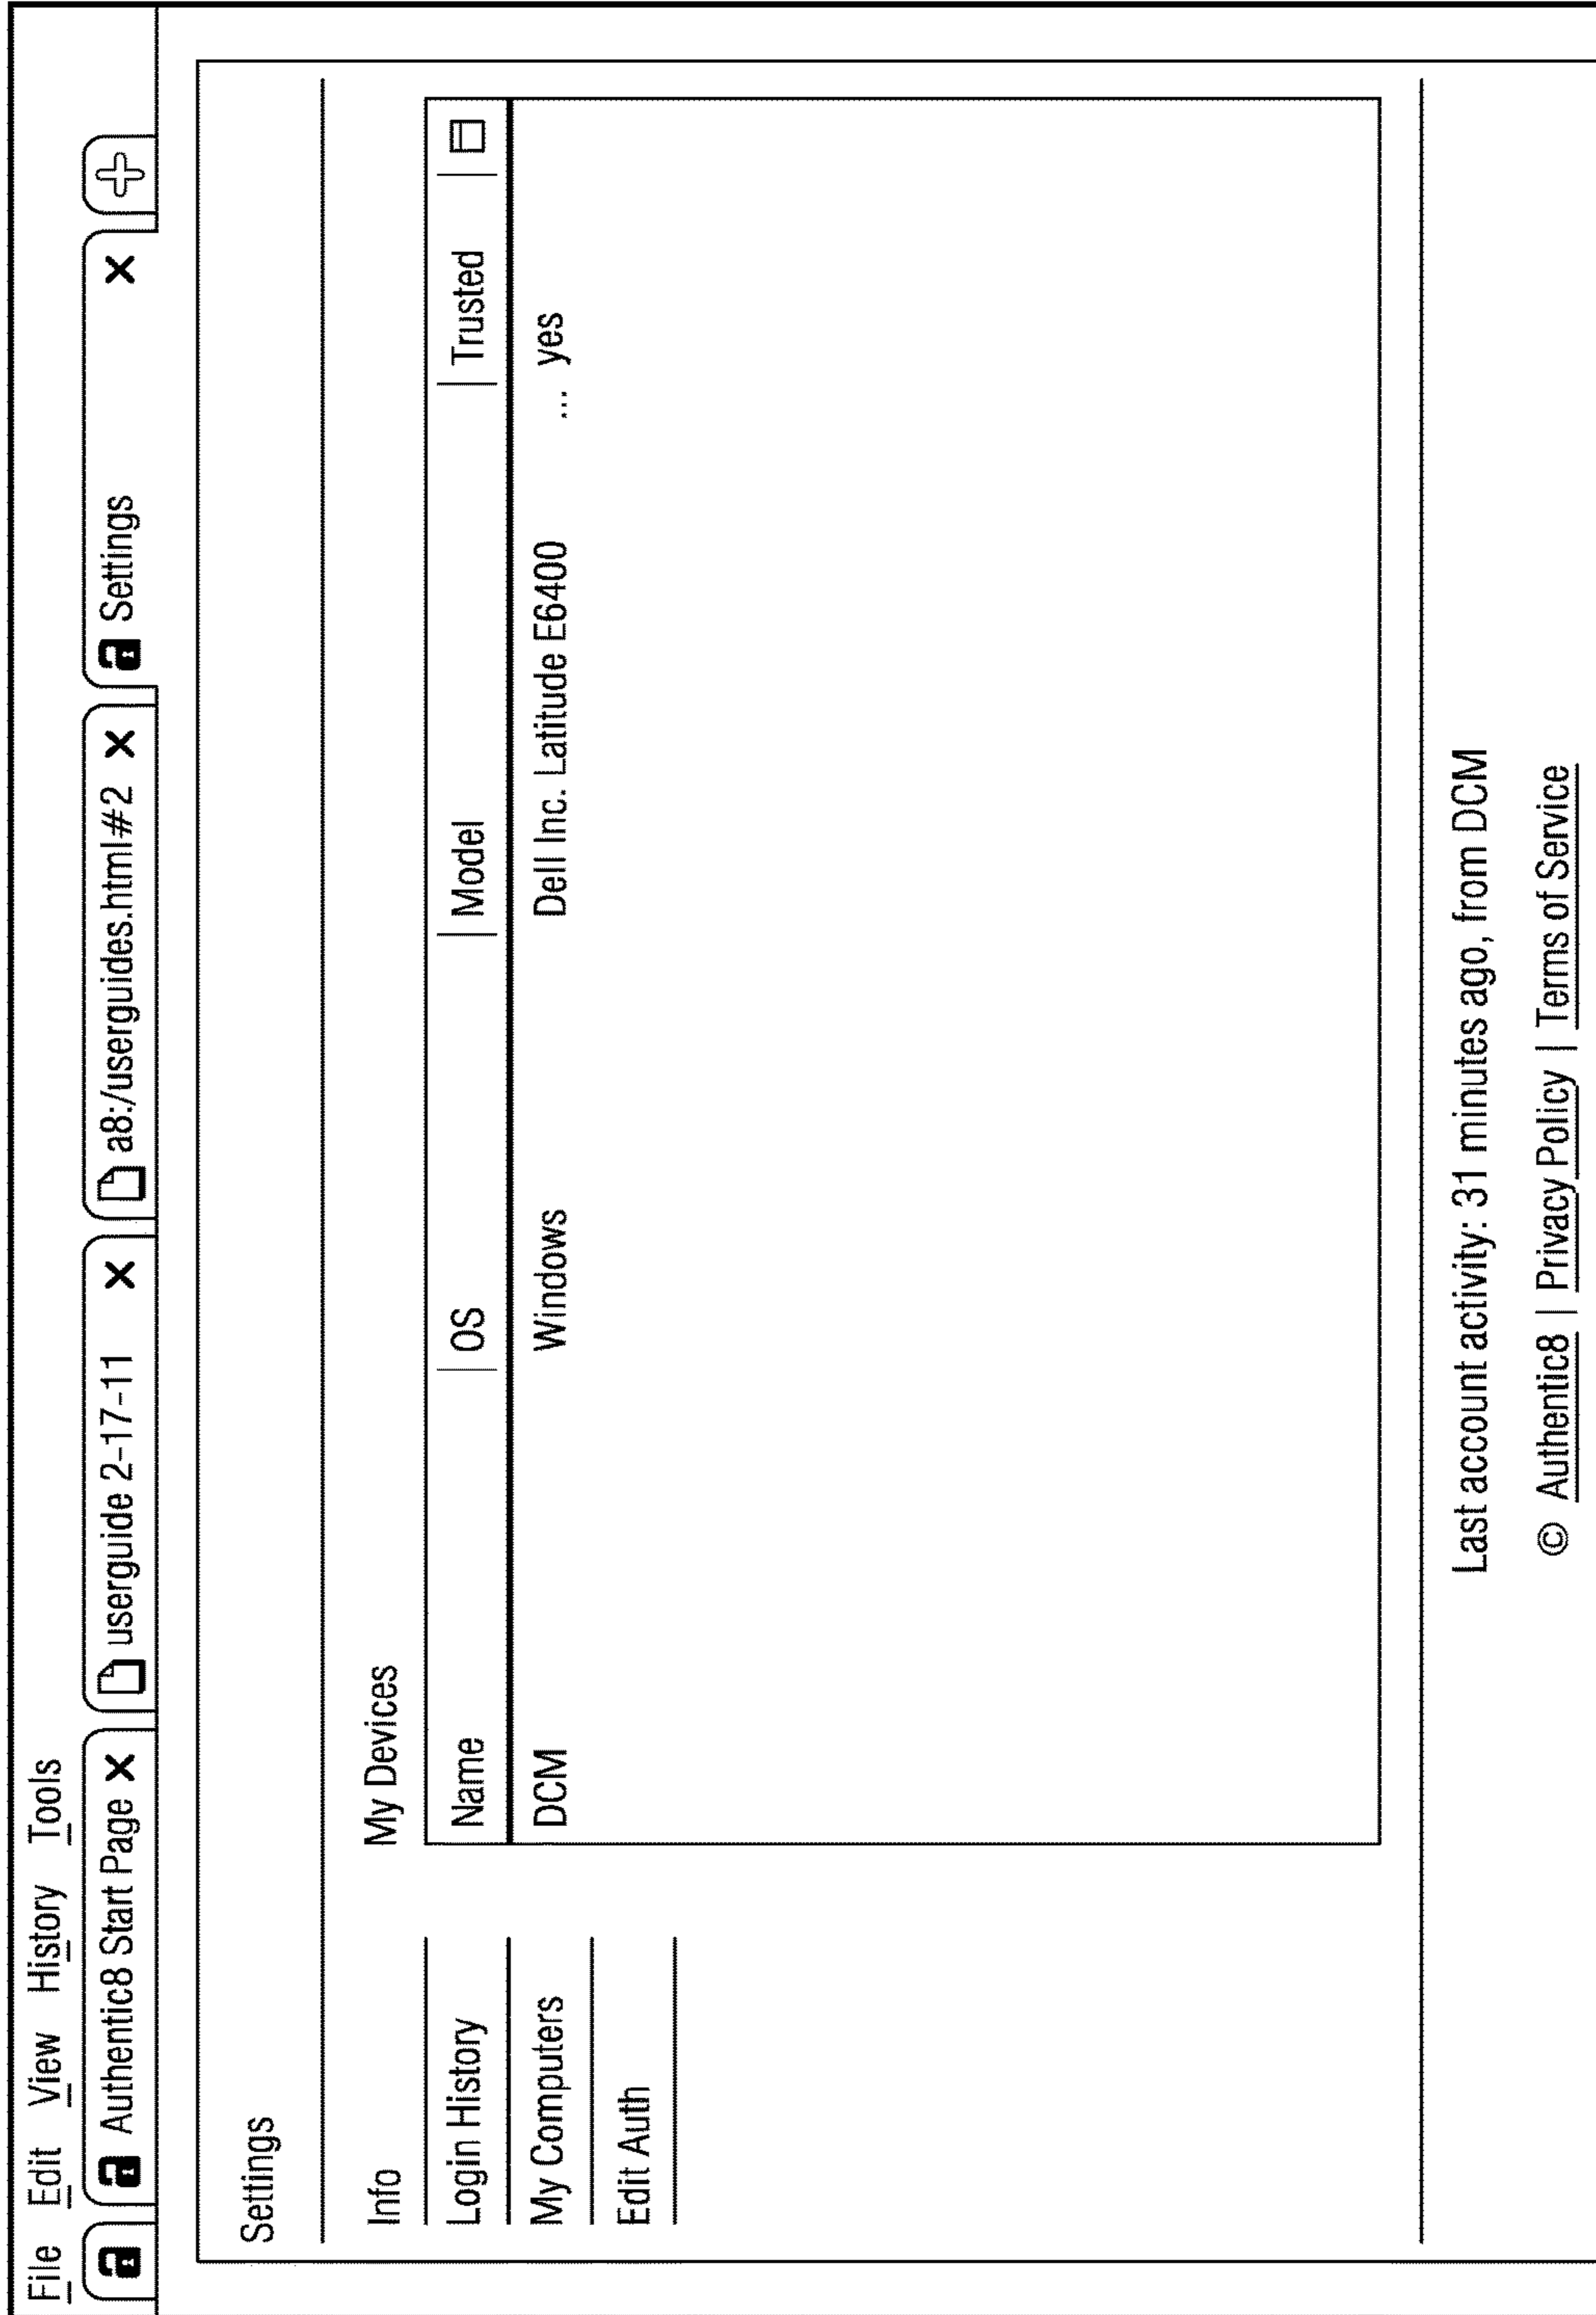 File Edit View History Tools
Authentic8 Start Page userguide 2-17-11 a8:/userguides.html#2 Settings
Settings
Info
Login History
My Computers
Edit Auth
My Devices
Name OS Model Trusted
DCM Windows Dell Inc. Latitude E6400 ... yes
Last account activity: 31 minutes ago, from DCM
© Authentic8 | Privacy Policy | Terms of Service